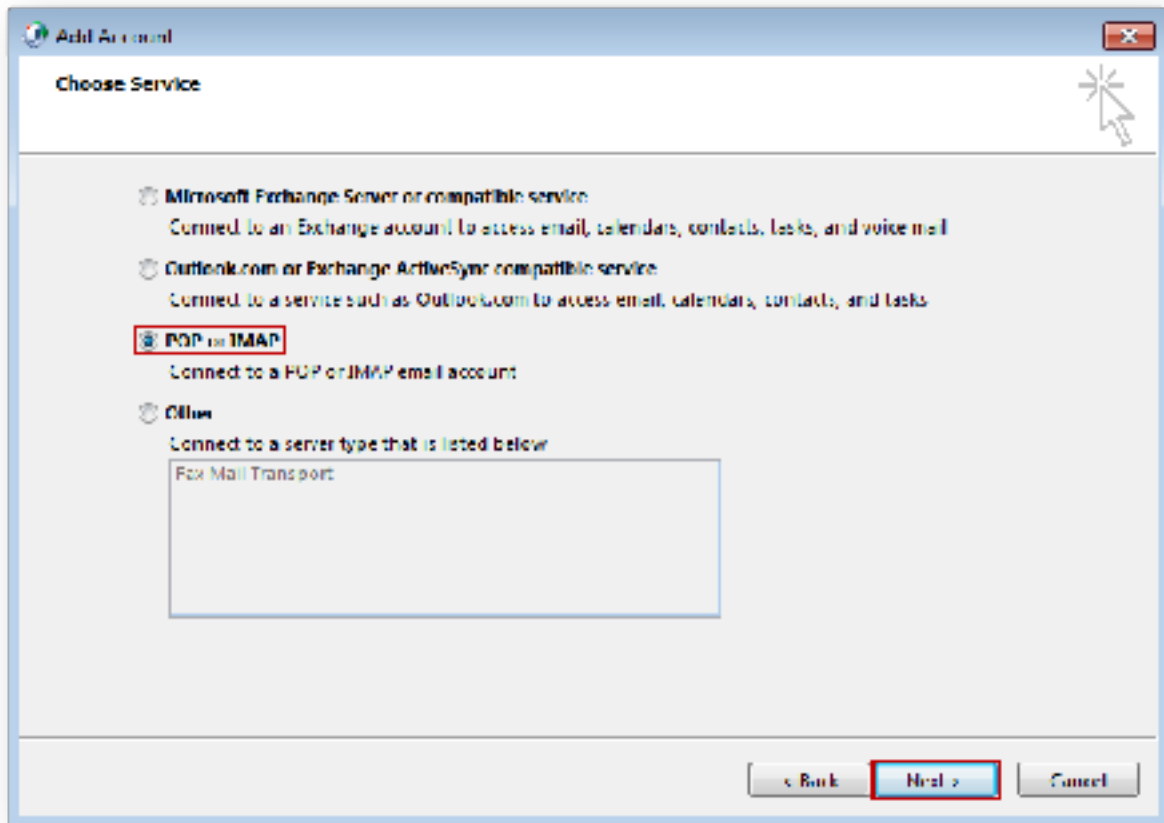 Add Account
Choose Service
Microsoft Exchange Server or compatible service
Connect to an Exchange account to access email, calendars, contacts, tasks, and voice mail
Outlook.com or Exchange ActiveSync compatible service
Connect to a service such as Outlook.com to access email, calendars, contacts, and tasks
POP or IMAP
Connect to a POP or IMAP email account
Other
Connect to a server type that is listed below
Fax Mail Transport
< Back
Next >
Cancel